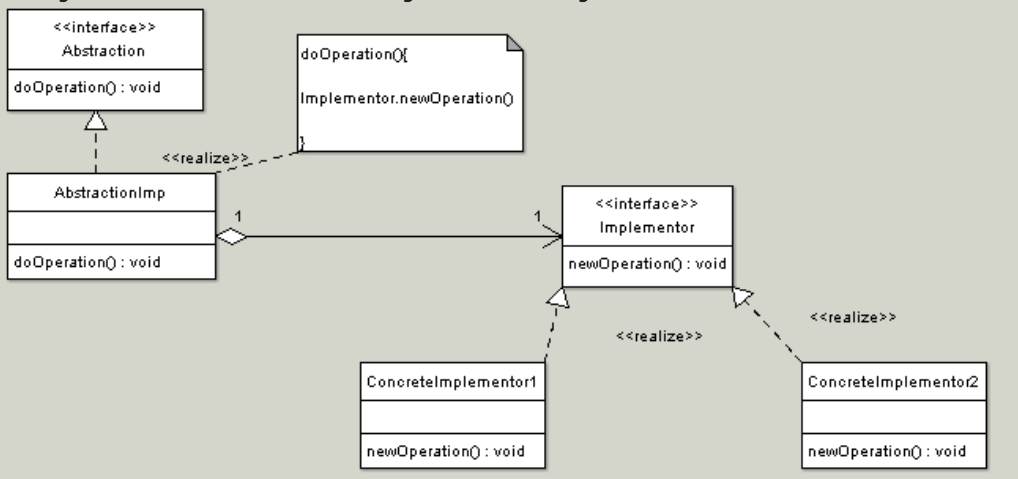 <<interface>>
Abstraction
doOperation() : void
doOperation(){
Implementor.newOperation()
}
<<realize>>
AbstractionImp
doOperation() : void
1
1
<<interface>>
Implementor
newOperation() : void
<<realize>>
<<realize>>
ConcreteImplementor1
newOperation() : void
ConcreteImplementor2
newOperation() : void